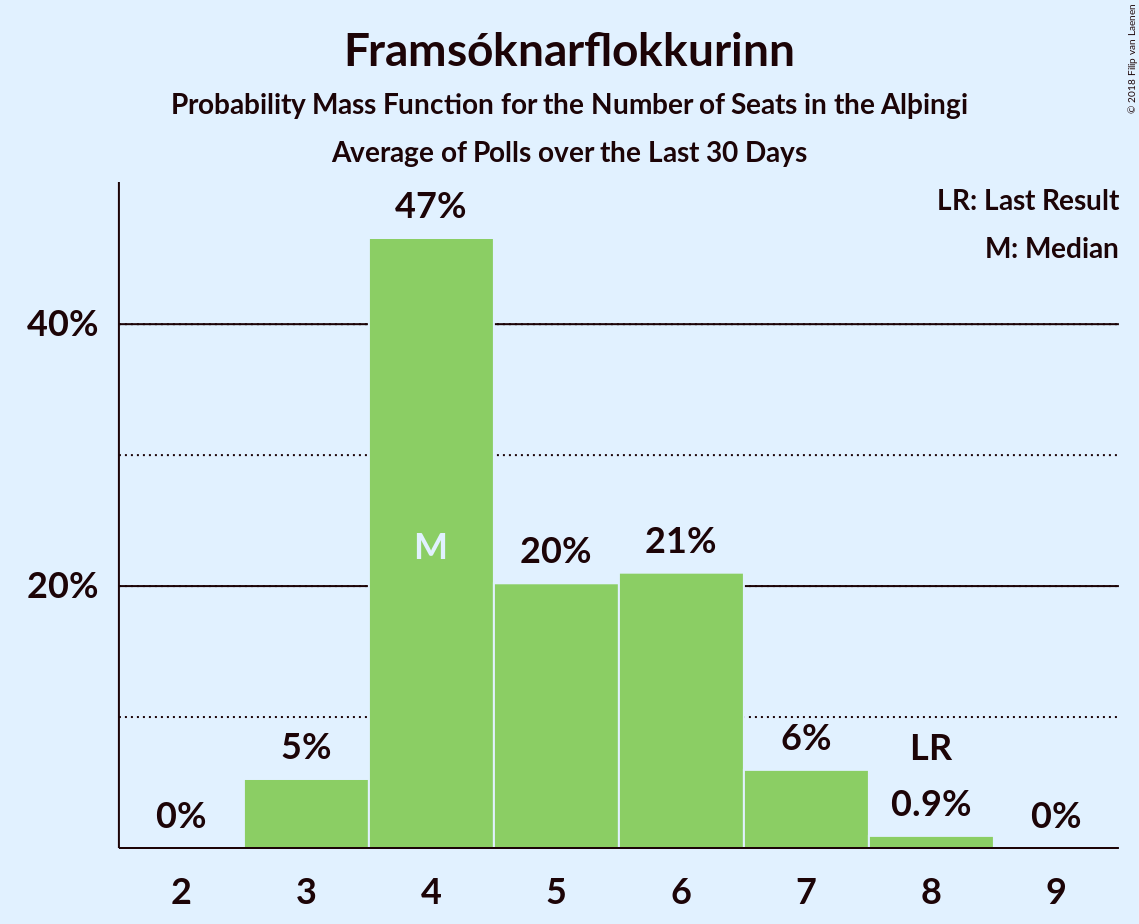 Framsóknarflokkurinn
Probability Mass Function for the Number of Seats in the Alþingi
Average of Polls over the Last 30 Days
© 2018 Filip van Laenen
LR: Last Result
M: Median
47%
40%
M
20%
21%
20%
5%
6%
LR
0%
0.9%
0%
2 3 4 5 6 7 8 9